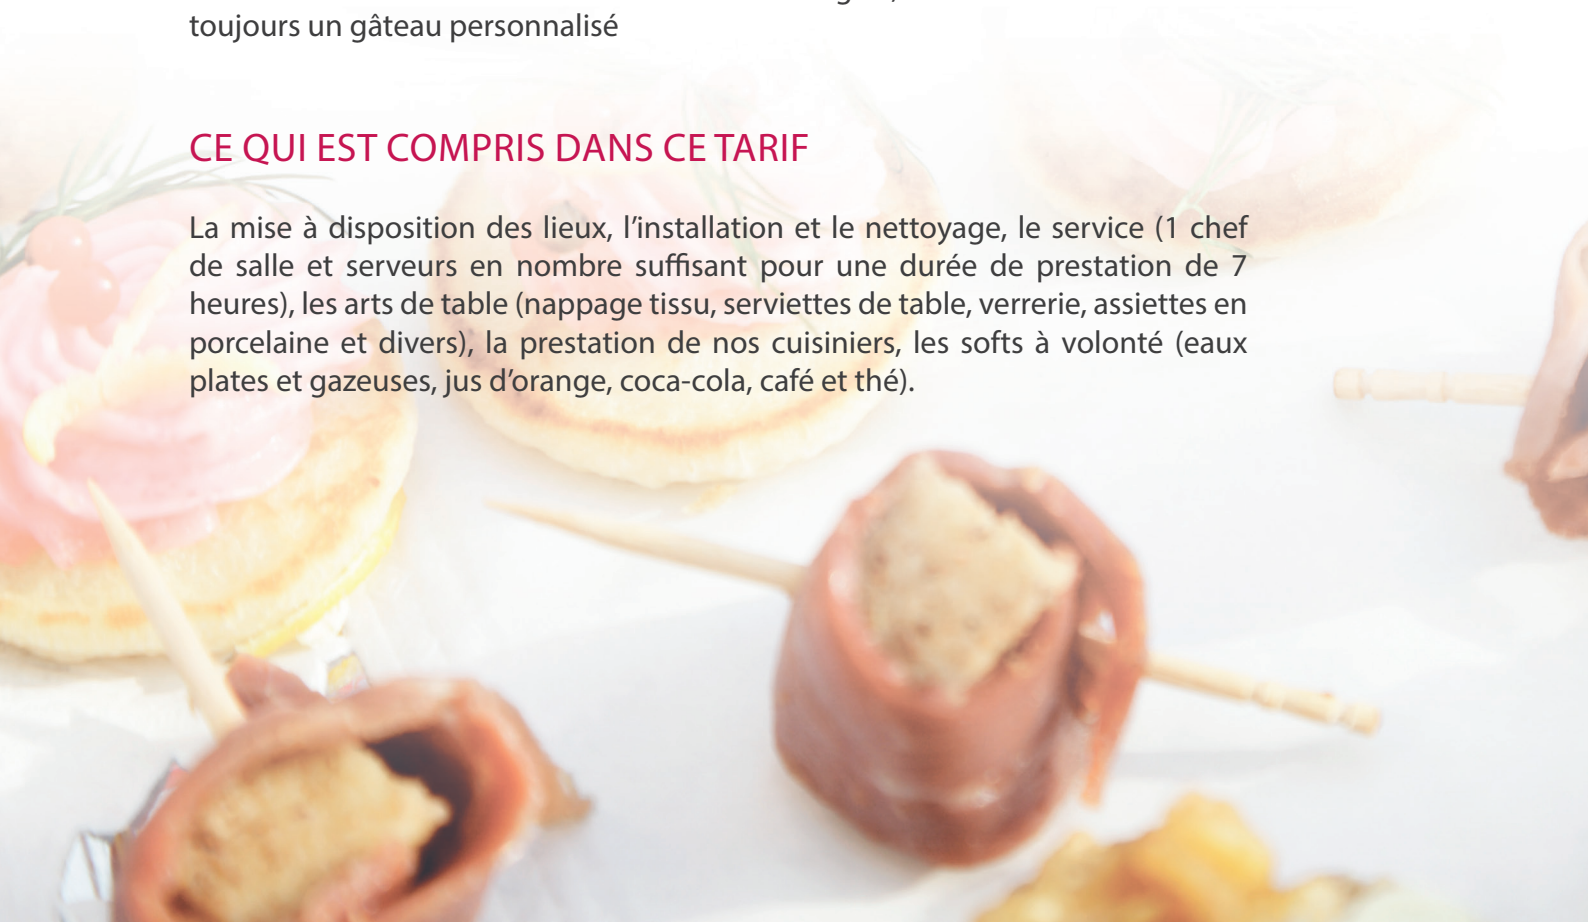 toujours un gâteau personnalisé
CE QUI EST COMPRIS DANS CE TARIF
La mise à disposition des lieux, l’installation et le nettoyage, le service (1 chef
de salle et serveurs en nombre suffisant pour une durée de prestation de 7
heures), les arts de table (nappage tissu, serviettes de table, verrerie, assiettes en
porcelaine et divers), la prestation de nos cuisiniers, les softs à volonté (eaux
plates et gazeuses, jus d’orange, coca-cola, café et thé).